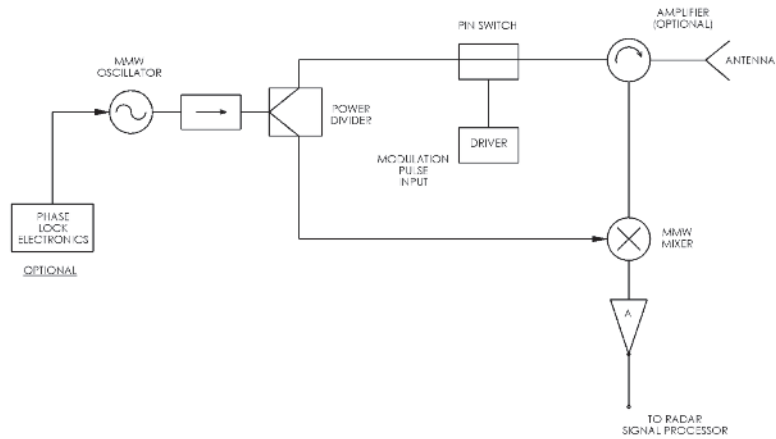 AMPLIFIER
(OPTIONAL)
PIN SWITCH
ANTENNA
MMW
OSCILLATOR
POWER
DIVIDER
DRIVER
MODULATION
PULSE
INPUT
PHASE
LOCK
ELECTRONICS
OPTIONAL
MMW
MIXER
A
TO RADAR
SIGNAL PROCESSOR